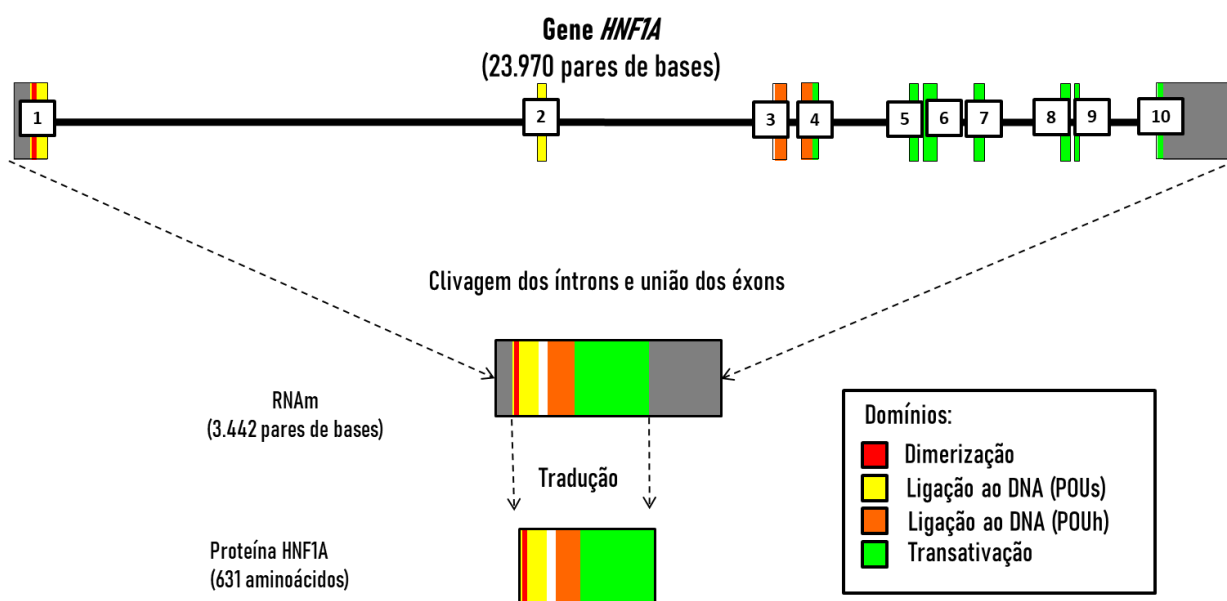 Gene HNF1A
(23.970 pares de bases)
1
2
3
4
5
6
7
8
9
10
Clivagem dos íntrons e união dos éxons
RNAm
(3.442 pares de bases)
Tradução
Proteína HNF1A
(631 aminoácidos)
Domínios:
Dimerização
Ligação ao DNA (POUs)
Ligação ao DNA (POUh)
Transativação